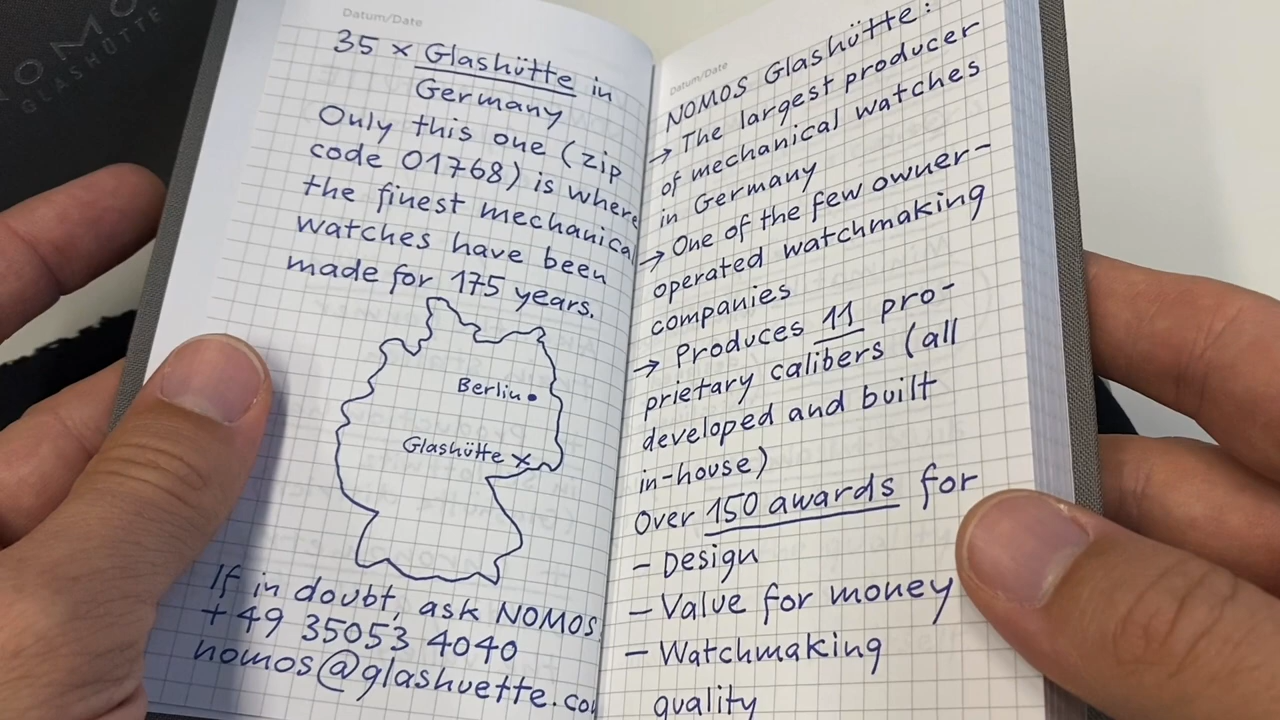 NOMO
GLASHÜTTE
Datum/Date
35 x Glashütte in
Germany
Only this one (zip
code 01768) is where
the finest mechanical
watches have been
made for 175 years.
Berlin
Glashütte x
If in doubt, ask NOMOS
+49 35053 4040
nomos@glashuette.co
Datum/Date
NOMOS Glashütte:
→ The largest producer
of mechanical watches
in Germany
→ One of the few owner-
operated watchmaking
companies
→ Produces 11 pro-
prietary calibers (all
developed and built
in-house)
Over 150 awards for
- Design
- Value for money
- Watchmaking
quality